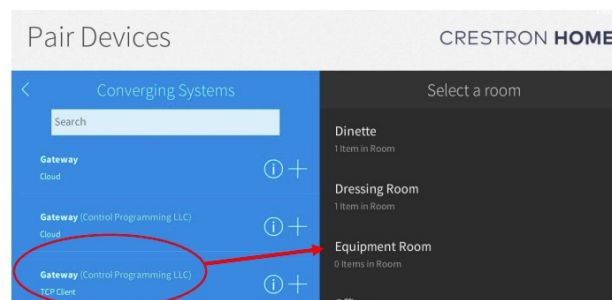 Pair Devices
CRESTRON HOME
Converging Systems
Search
Gateway
Cloud
Gateway (Control Programming LLC)
Cloud
Gateway (Control Programming LLC)
TCP Client
Select a room
Dinette
1 Item in Room
Dressing Room
1 Item in Room
Equipment Room
0 Items in Room